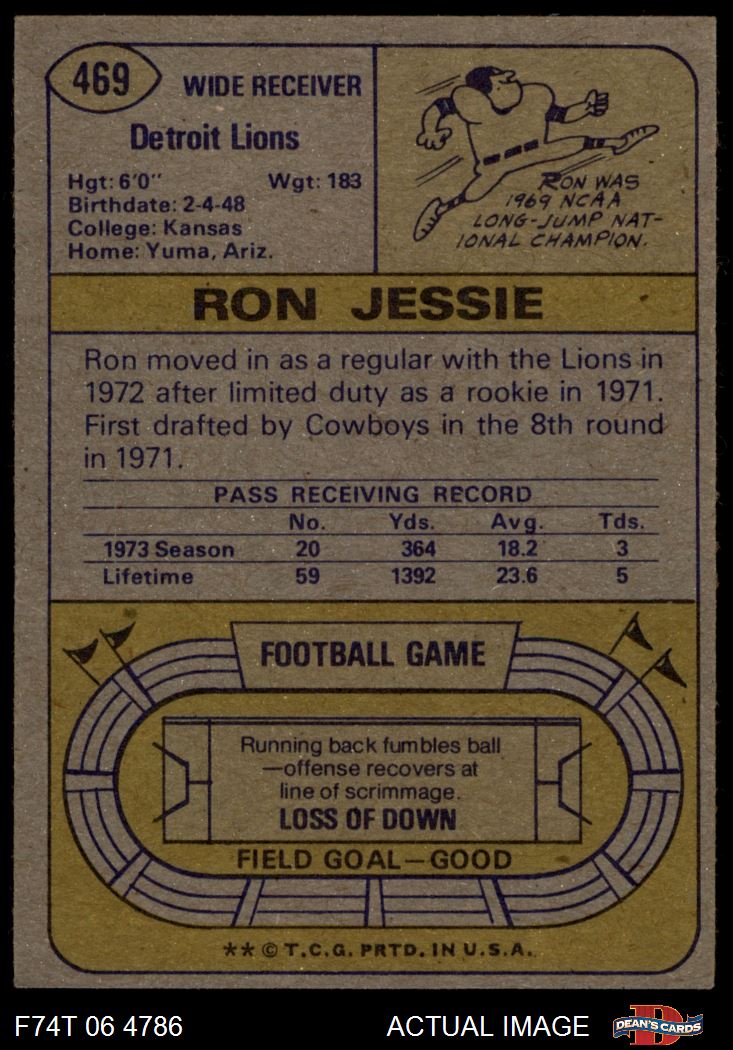 469
WIDE RECEIVER
Detroit Lions
Hgt: 6'0" Wgt: 183
Birthdate: 2-4-48
College: Kansas
Home: Yuma, Ariz.
RON WAS
1969 NCAA
LONG-JUMP NAT-
IONAL CHAMPION.
RON JESSIE
Ron moved in as a regular with the Lions in
1972 after limited duty as a rookie in 1971.
First drafted by Cowboys in the 8th round
in 1971.
PASS RECEIVING RECORD
No. Yds. Avg. Tds.
1973 Season 20 364 18.2 3
Lifetime 59 1392 23.6 5
FOOTBALL GAME
Running back fumbles ball
—offense recovers at
line of scrimmage.
LOSS OF DOWN
FIELD GOAL—GOOD
** © T.C.G. PRTD. IN U.S.A.
F74T 06 4786 ACTUAL IMAGE
D
DEAN'S CARDS